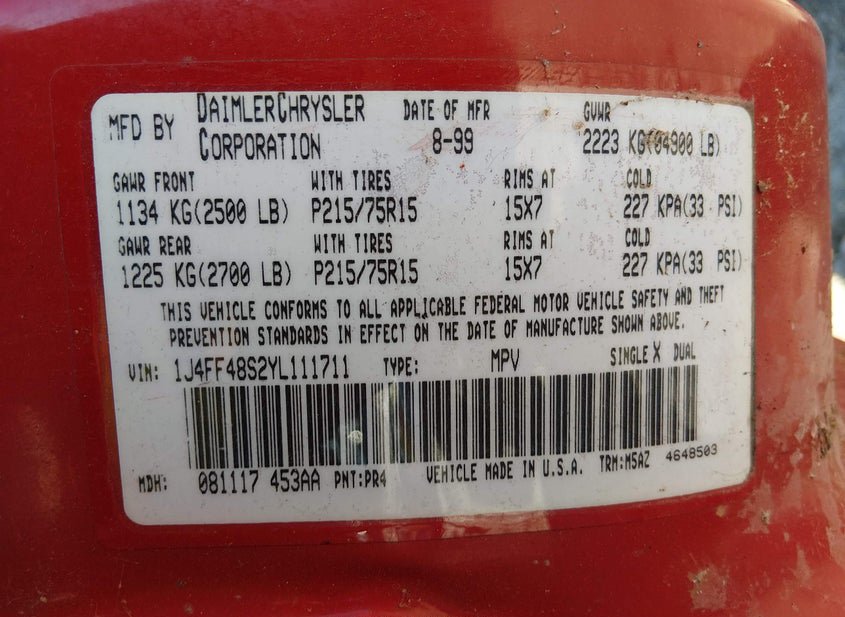 MFD BY DAIMLERCHRYSLER CORPORATION DATE OF MFR 8-99 GVWR 2223 KG(04900 LB)
GAWR FRONT WITH TIRES RIMS AT COLD
1134 KG(2500 LB) P215/75R15 15X7 227 KPA(33 PSI)
GAWR REAR WITH TIRES RIMS AT COLD
1225 KG(2700 LB) P215/75R15 15X7 227 KPA(33 PSI)
THIS VEHICLE CONFORMS TO ALL APPLICABLE FEDERAL MOTOR VEHICLE SAFETY AND THEFT
PREVENTION STANDARDS IN EFFECT ON THE DATE OF MANUFACTURE SHOWN ABOVE.
VIN: 1J4FF48S2YL111711 TYPE: MPV SINGLE X DUAL
MDH: 081117 453AA PNT:PR4 VEHICLE MADE IN U.S.A. TRM:M5AZ 4648503